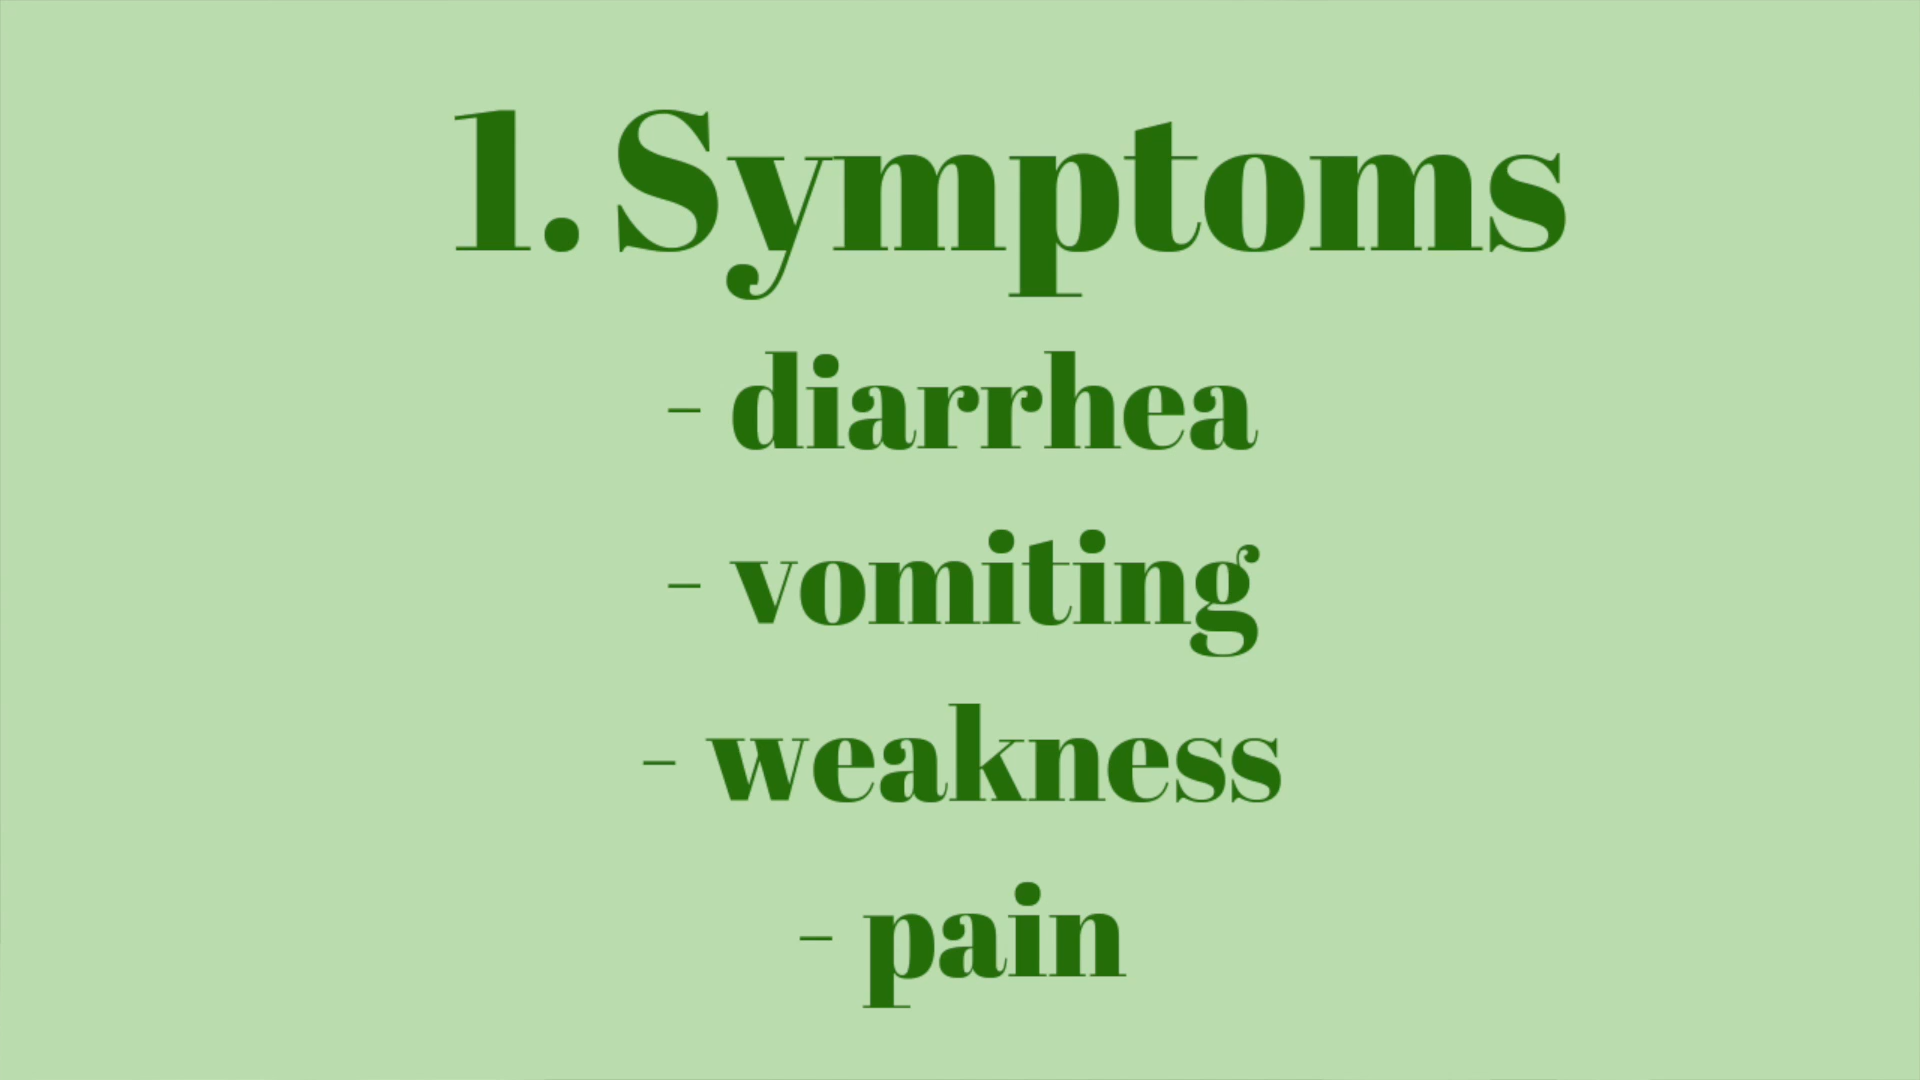 1. Symptoms
- diarrhea
- vomiting
- weakness
- pain